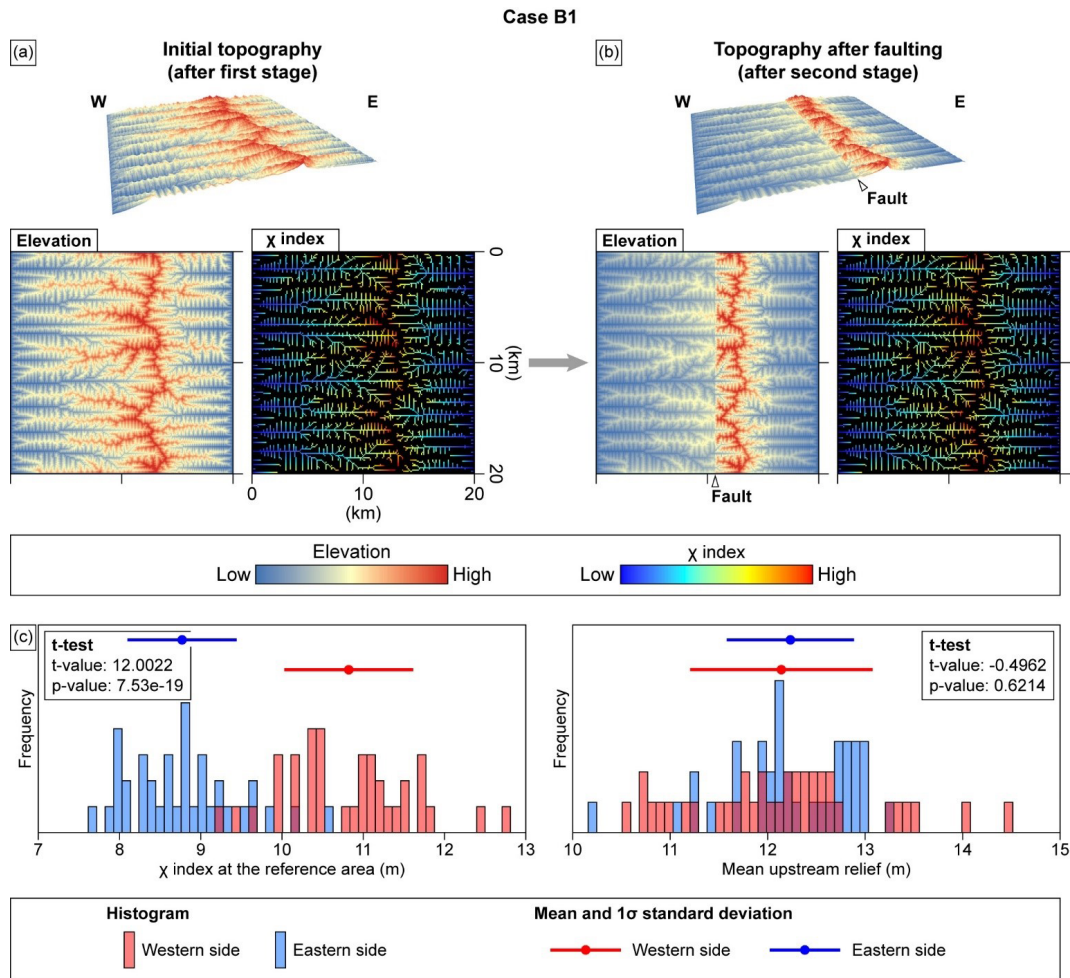 Case B1
(a)
Initial topography
(after first stage)
W
E
(b)
Topography after faulting
(after second stage)
W
E
Fault
Elevation
χ index
0
10
(km)
20
0
10
20
(km)
Elevation
χ index
Fault
Elevation
Low
High
χ index
Low
High
(c)
t-test
t-value: 12.0022
p-value: 7.53e-19
Frequency
7
8
9
10
11
12
13
χ index at the reference area (m)
t-test
t-value: -0.4962
p-value: 0.6214
Frequency
10
11
12
13
14
15
Mean upstream relief (m)
Histogram
Western side
Eastern side
Mean and 1σ standard deviation
Western side
Eastern side